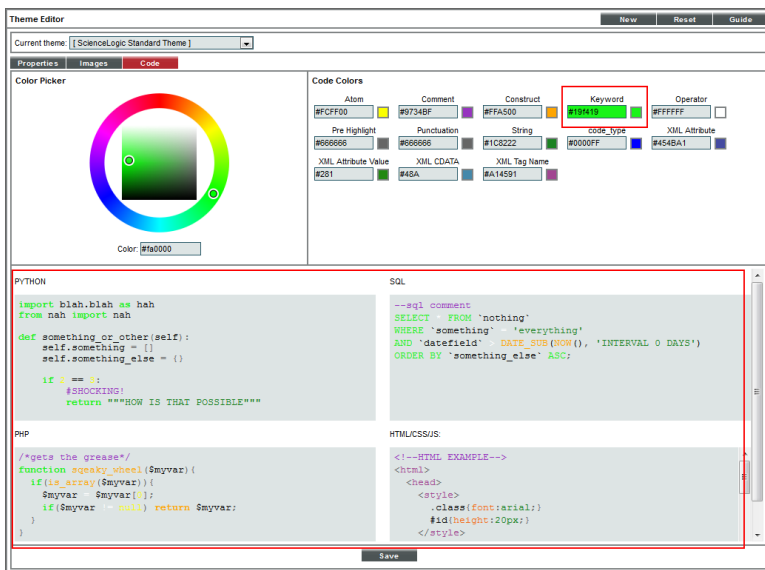 Theme Editor
New Reset Guide
Current theme: [ ScienceLogic Standard Theme ]
Properties Images Code
Color Picker
Color: #fa0000
Code Colors
Atom Comment Construct Keyword Operator
#FCFF00 #9734BF #FFA500 #19f419 #FFFFFF
Pre Highlight Punctuation String code_type XML Attribute
#666666 #666666 #1C8222 #0000FF #454BA1
XML Attribute Value XML CDATA XML Tag Name
#281 #48A #A14591
PYTHON
import blah.blah as hah
from nah import nah
def something_or_other(self):
self.something = []
self.something_else = {}
if == :
#SHOCKING!
return """HOW IS THAT POSSIBLE"""
SQL
--sql comment
SELECT * FROM `nothing`
WHERE `something` = 'everything'
AND `datefield` > DATE_SUB(NOW(), 'INTERVAL 0 DAYS')
ORDER BY `something_else` ASC;
PHP
/*gets the grease*/
function sqeaky_wheel($myvar){
if(is_array($myvar)){
$myvar = $myvar[ ];
if($myvar != ) return $myvar;
}
}
HTML/CSS/JS:
<!--HTML EXAMPLE-->
<html>
<head>
<style>
.class{font:arial;}
#id{height:20px;}
</style>
Save